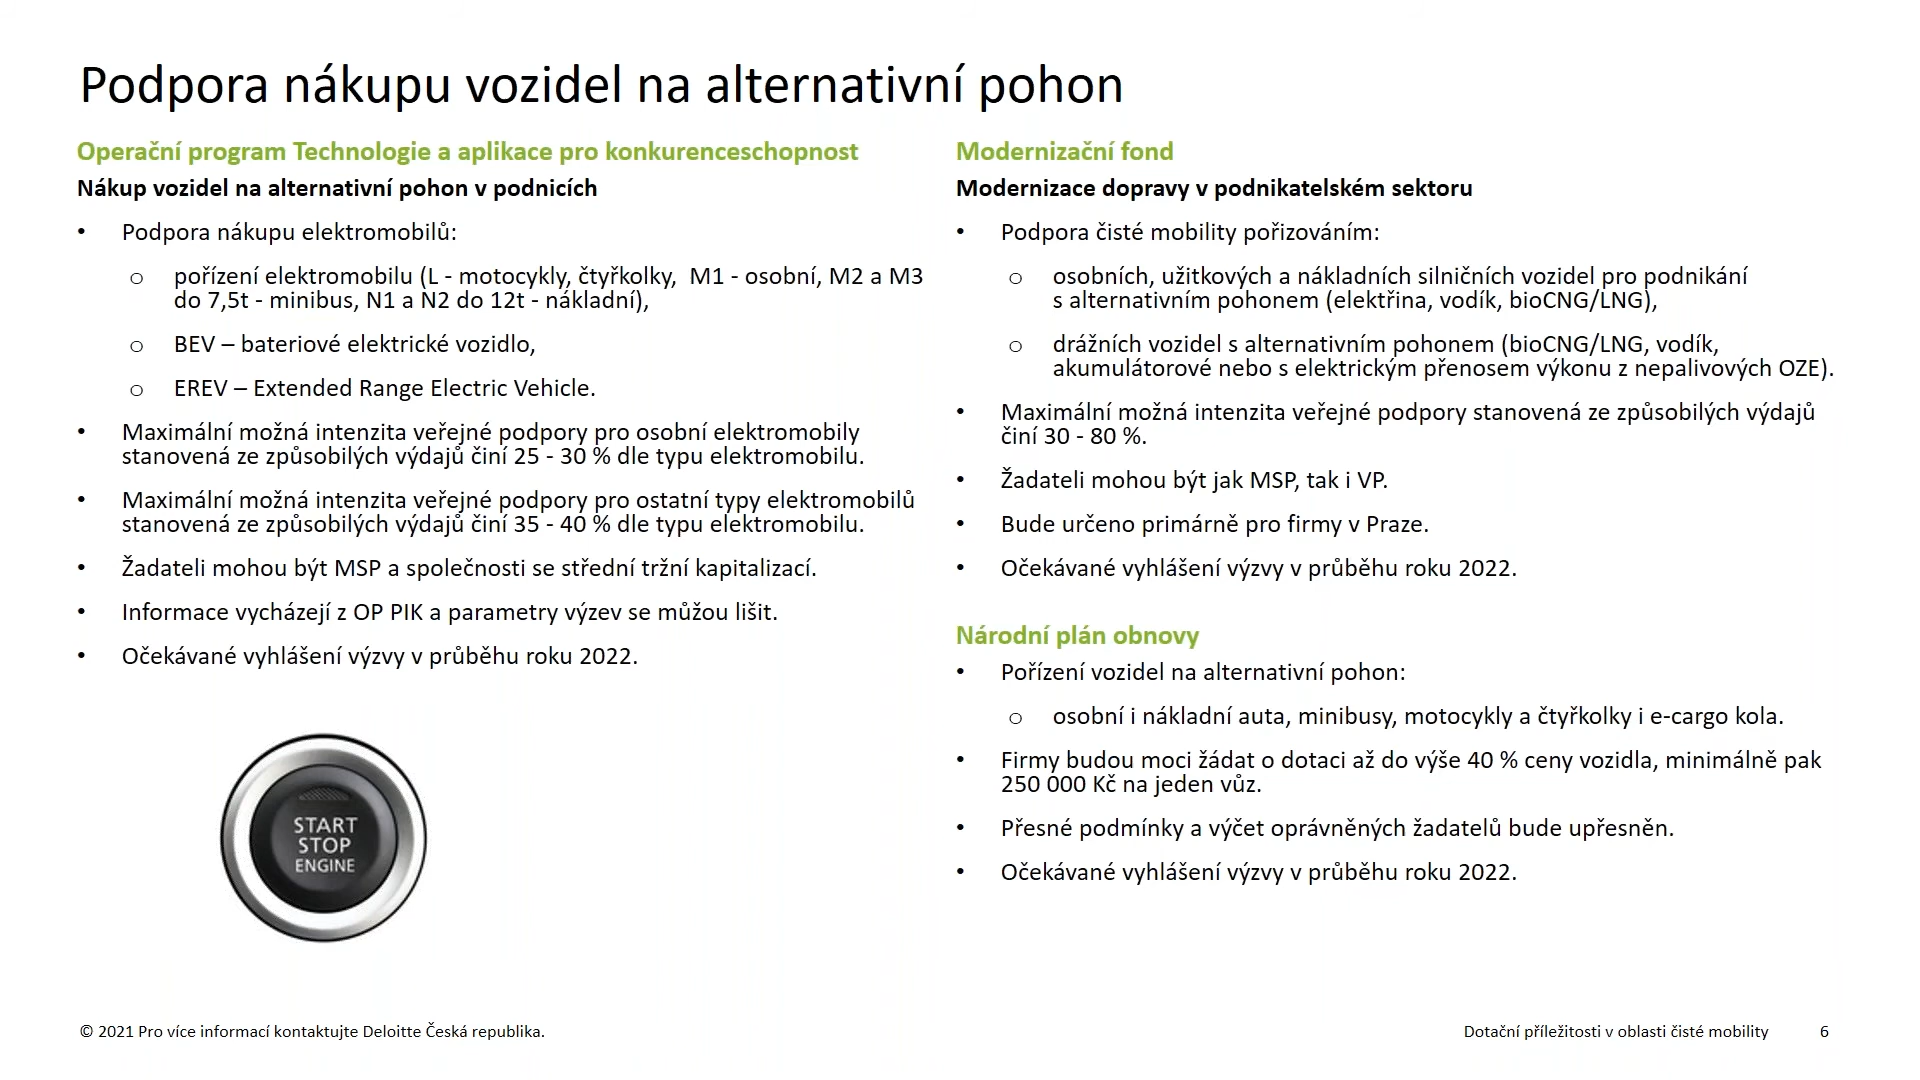 Podpora nákupu vozidel na alternativní pohon
Operační program Technologie a aplikace pro konkurenceschopnost
Nákup vozidel na alternativní pohon v podnicích
• Podpora nákupu elektromobilů:
o pořízení elektromobilu (L - motocykly, čtyřkolky,  M1 - osobní, M2 a M3
do 7,5t - minibus, N1 a N2 do 12t - nákladní),
o BEV – bateriové elektrické vozidlo,
o EREV – Extended Range Electric Vehicle.
• Maximální možná intenzita veřejné podpory pro osobní elektromobily
stanovená ze způsobilých výdajů činí 25 - 30 % dle typu elektromobilu.
• Maximální možná intenzita veřejné podpory pro ostatní typy elektromobilů
stanovená ze způsobilých výdajů činí 35 - 40 % dle typu elektromobilu.
• Žadateli mohou být MSP a společnosti se střední tržní kapitalizací.
• Informace vycházejí z OP PIK a parametry výzev se můžou lišit.
• Očekávané vyhlášení výzvy v průběhu roku 2022.
START
STOP
ENGINE
Modernizační fond
Modernizace dopravy v podnikatelském sektoru
• Podpora čisté mobility pořizováním:
o osobních, užitkových a nákladních silničních vozidel pro podnikání
s alternativním pohonem (elektřina, vodík, bioCNG/LNG),
o drážních vozidel s alternativním pohonem (bioCNG/LNG, vodík,
akumulátorové nebo s elektrickým přenosem výkonu z nepalivových OZE).
• Maximální možná intenzita veřejné podpory stanovená ze způsobilých výdajů
činí 30 - 80 %.
• Žadateli mohou být jak MSP, tak i VP.
• Bude určeno primárně pro firmy v Praze.
• Očekávané vyhlášení výzvy v průběhu roku 2022.
Národní plán obnovy
• Pořízení vozidel na alternativní pohon:
o osobní i nákladní auta, minibusy, motocykly a čtyřkolky i e-cargo kola.
• Firmy budou moci žádat o dotaci až do výše 40 % ceny vozidla, minimálně pak
250 000 Kč na jeden vůz.
• Přesné podmínky a výčet oprávněných žadatelů bude upřesněn.
• Očekávané vyhlášení výzvy v průběhu roku 2022.
© 2021 Pro více informací kontaktujte Deloitte Česká republika.
Dotační příležitosti v oblasti čisté mobility 6